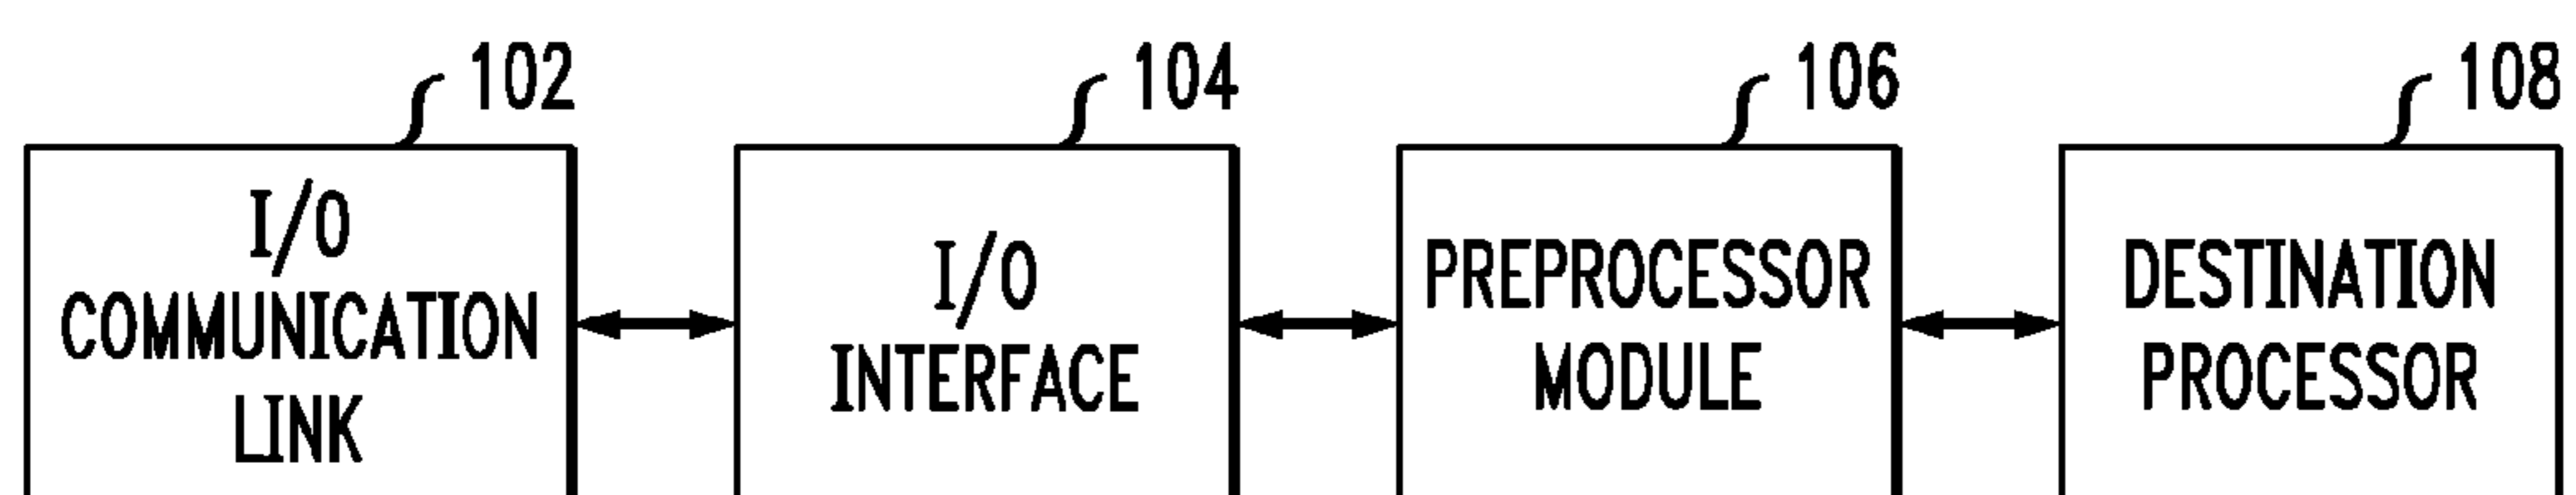 102
104
106
108
I/O
COMMUNICATION
LINK
I/O
INTERFACE
PREPROCESSOR
MODULE
DESTINATION
PROCESSOR